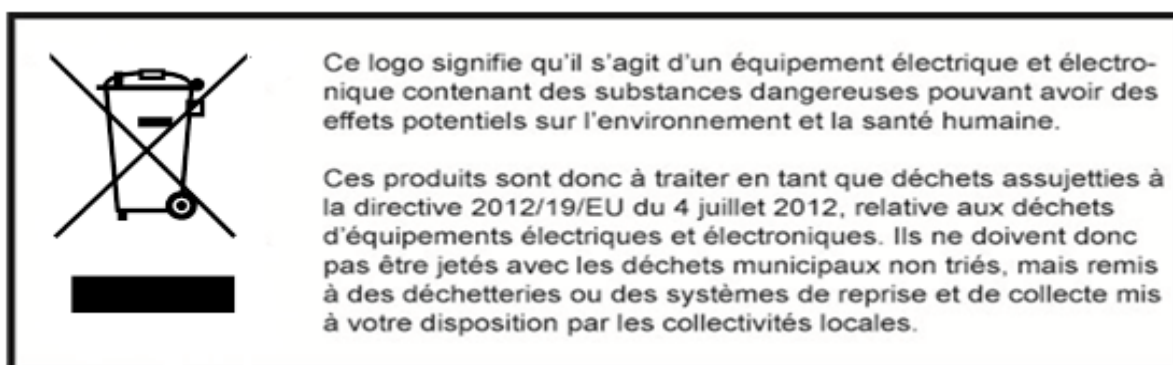 Ce logo signifie qu'il s'agit d'un équipement électrique et électro-
nique contenant des substances dangereuses pouvant avoir des
effets potentiels sur l'environnement et la santé humaine.
Ces produits sont donc à traiter en tant que déchets assujetties à
la directive 2012/19/EU du 4 juillet 2012, relative aux déchets
d'équipements électriques et électroniques. Ils ne doivent donc
pas être jetés avec les déchets municipaux non triés, mais remis
à des déchetteries ou des systèmes de reprise et de collecte mis
à votre disposition par les collectivités locales.